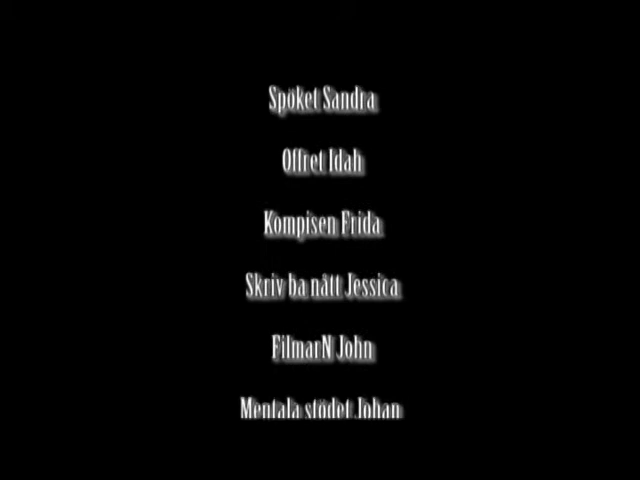 Spöket Sandra
Offret Idah
Kompisen Frida
Skriv ba nått Jessica
FilmarN John
Mentala stödet Johan